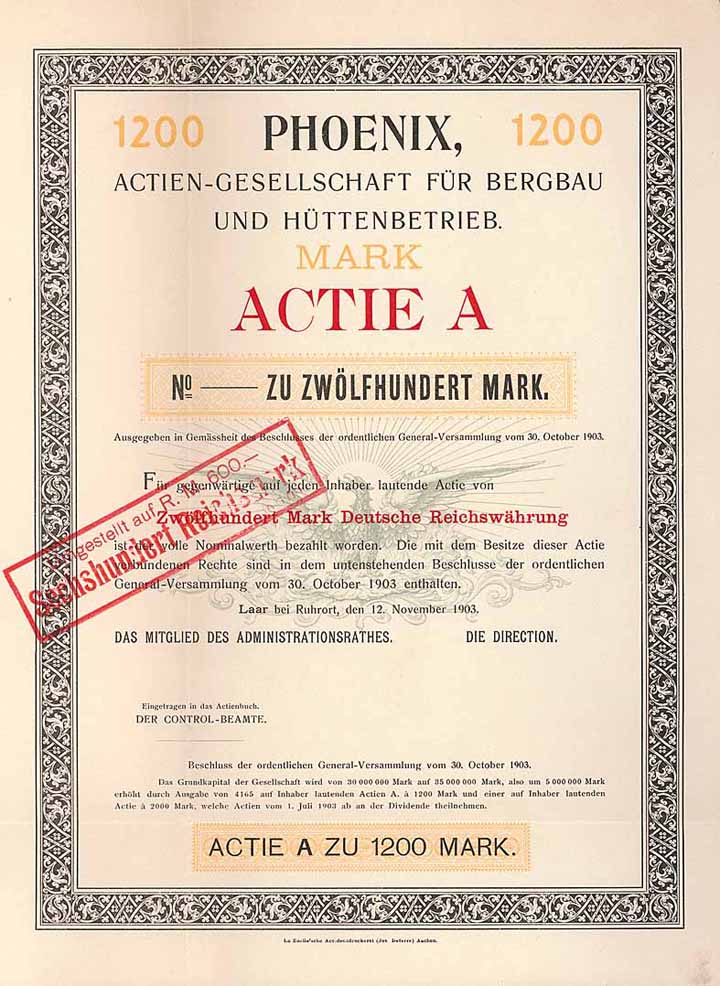 1200 PHOENIX, 1200
ACTIEN-GESELLSCHAFT FÜR BERGBAU
UND HÜTTENBETRIEB.
MARK
ACTIE A
No ZU ZWÖLFHUNDERT MARK.
Ausgegeben in Gemässheit des Beschlusses der ordentlichen General-Versammlung vom 30. October 1903.
Für gegenwärtige auf jeden Inhaber lautende Actie von
Zwölfhundert Mark Deutsche Reichswährung
ist der volle Nominalwerth bezahlt worden. Die mit dem Besitze dieser Actie
verbundenen Rechte sind in dem untenstehenden Beschlusse der ordentlichen
General-Versammlung vom 30. October 1903 enthalten.
Umgestellt auf R. M. 600.–
Sechshundert Reichsmark
Laar bei Ruhrort, den 12. November 1903.
DAS MITGLIED DES ADMINISTRATIONSRATHES. DIE DIRECTION.
Eingetragen in das Actienbuch.
DER CONTROL-BEAMTE.
Beschluss der ordentlichen General-Versammlung vom 30. October 1903.
Das Grundkapital der Gesellschaft wird von 30 000 000 Mark auf 35 000 000 Mark, also um 5 000 000 Mark
erhöht durch Ausgabe von 4165 auf Inhaber lautenden Actien A. à 1200 Mark und einer auf Inhaber lautenden
Actie à 2000 Mark, welche Actien vom 1. Juli 1903 ab an der Dividende theilnehmen.
ACTIE A ZU 1200 MARK.
Aachen.